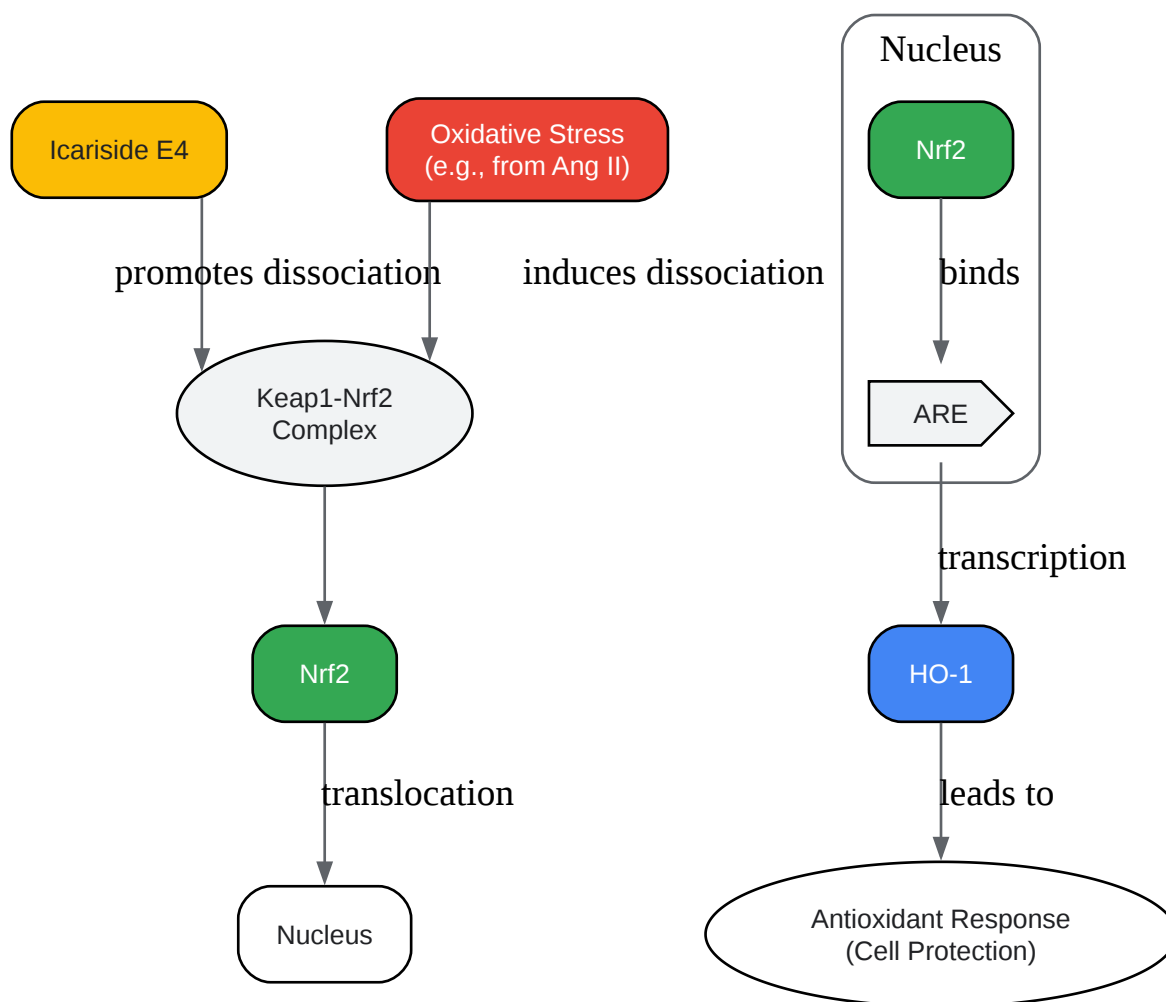 Nucleus
Icariside E4
Oxidative Stress
(e.g., from Ang II)
Nrf2
promotes dissociation
induces dissociation
binds
Keap1-Nrf2
Complex
ARE
transcription
Nrf2
HO-1
translocation
leads to
Nucleus
Antioxidant Response
(Cell Protection)